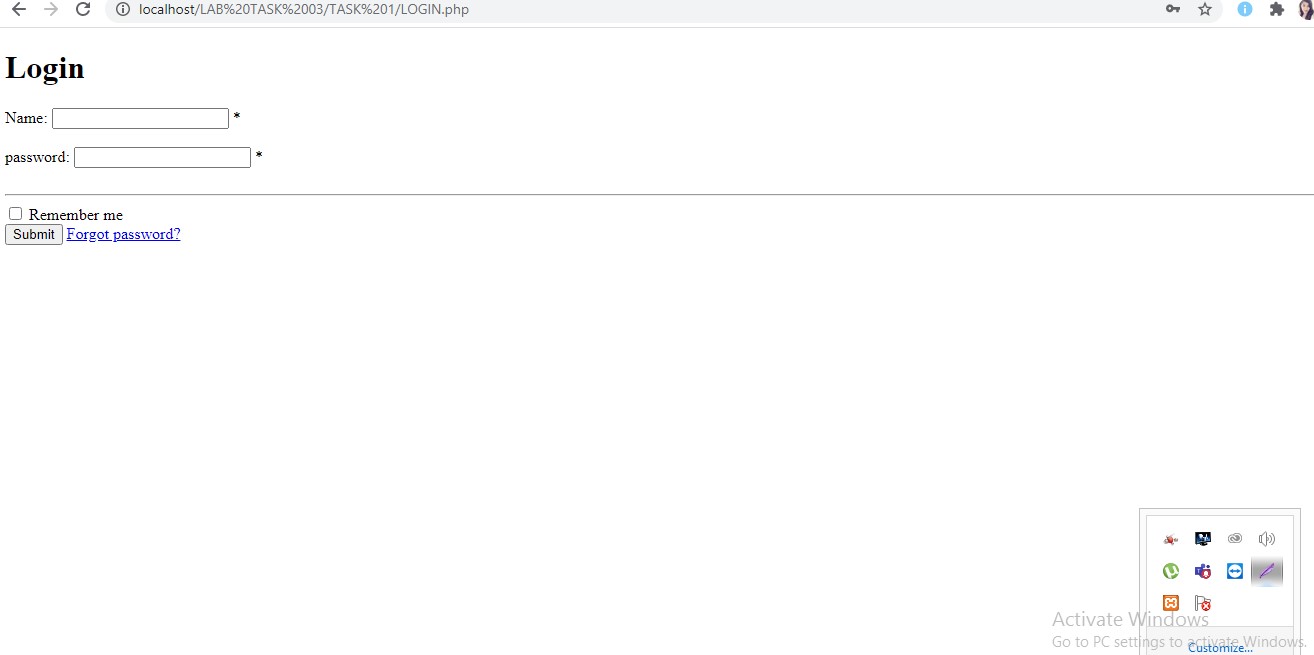 localhost/LAB%20TASK%2003/TASK%201/LOGIN.php
Login
Name: *
password: *
Remember me
Submit Forgot password?
Activate Windows
Go to PC settings to activate Windows.
Customize...